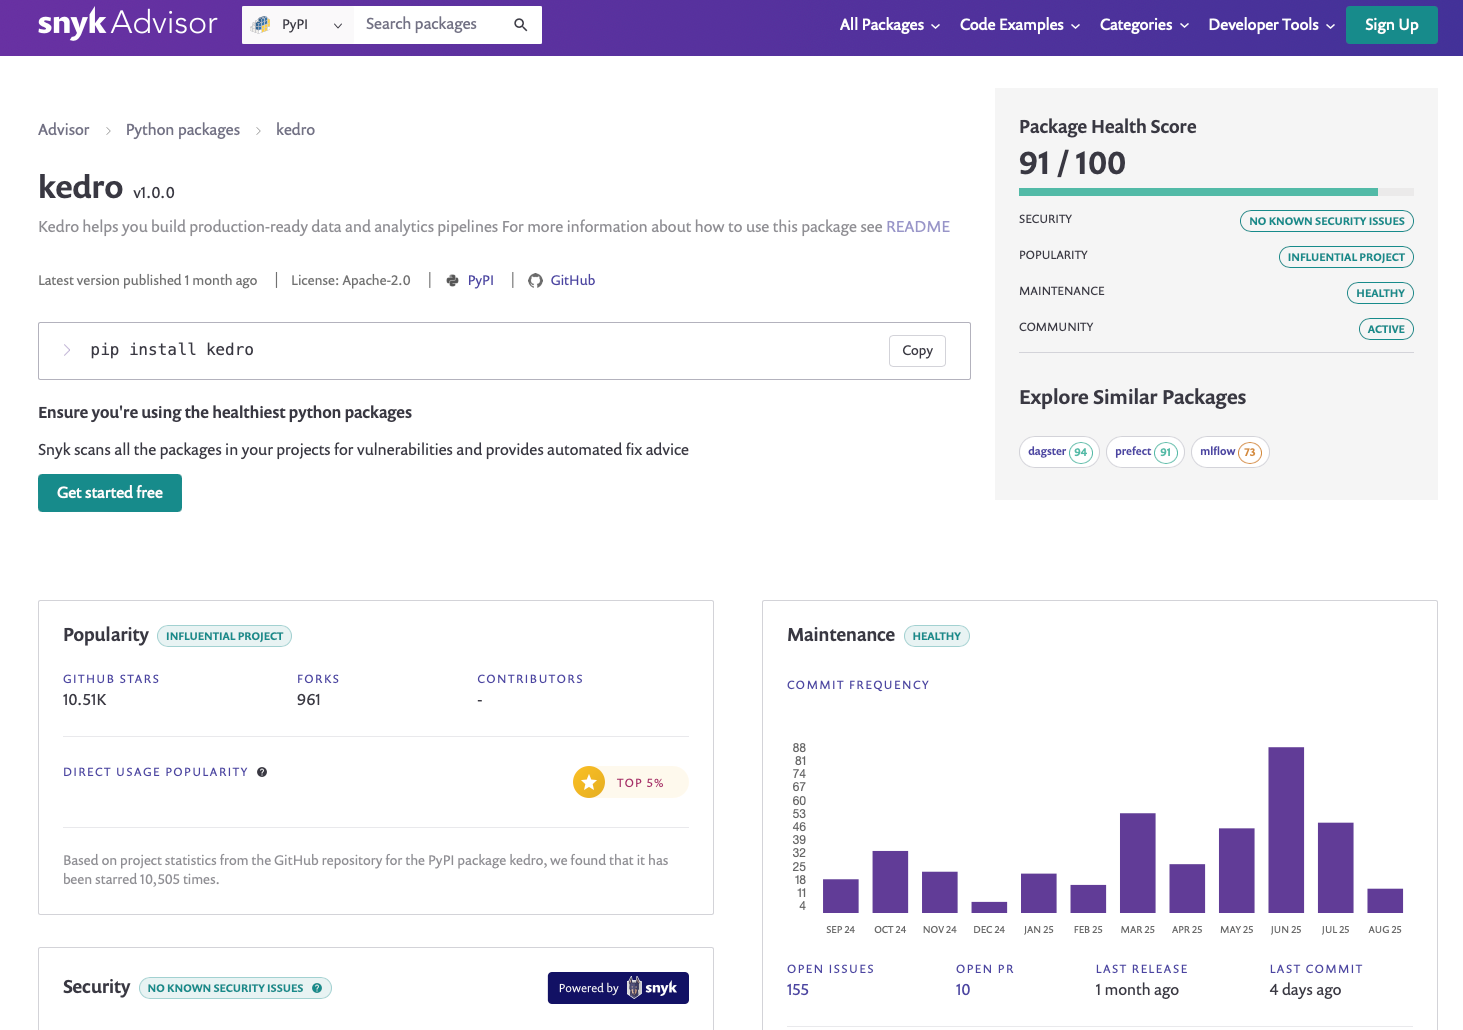 snyk Advisor
PyPI
Search packages
All Packages
Code Examples
Categories
Developer Tools
Sign Up
Advisor > Python packages > kedro
kedro v1.0.0
Kedro helps you build production-ready data and analytics pipelines For more information about how to use this package see README
Latest version published 1 month ago | License: Apache-2.0 | PyPI | GitHub
pip install kedro
Copy
Ensure you're using the healthiest python packages
Snyk scans all the packages in your projects for vulnerabilities and provides automated fix advice
Get started free
Package Health Score
91 / 100
SECURITY NO KNOWN SECURITY ISSUES
POPULARITY INFLUENTIAL PROJECT
MAINTENANCE HEALTHY
COMMUNITY ACTIVE
Explore Similar Packages
dagster 94 prefect 91 mlflow 73
Popularity INFLUENTIAL PROJECT
GITHUB STARS FORKS CONTRIBUTORS
10.51K 961 -
DIRECT USAGE POPULARITY ?
TOP 5%
Based on project statistics from the GitHub repository for the PyPI package kedro, we found that it has
been starred 10,505 times.
Security NO KNOWN SECURITY ISSUES ?
Powered by snyk
Maintenance HEALTHY
COMMIT FREQUENCY
88
81
74
67
60
53
46
39
32
25
18
11
4
SEP 24 OCT 24 NOV 24 DEC 24 JAN 25 FEB 25 MAR 25 APR 25 MAY 25 JUN 25 JUL 25 AUG 25
OPEN ISSUES OPEN PR LAST RELEASE LAST COMMIT
155 10 1 month ago 4 days ago